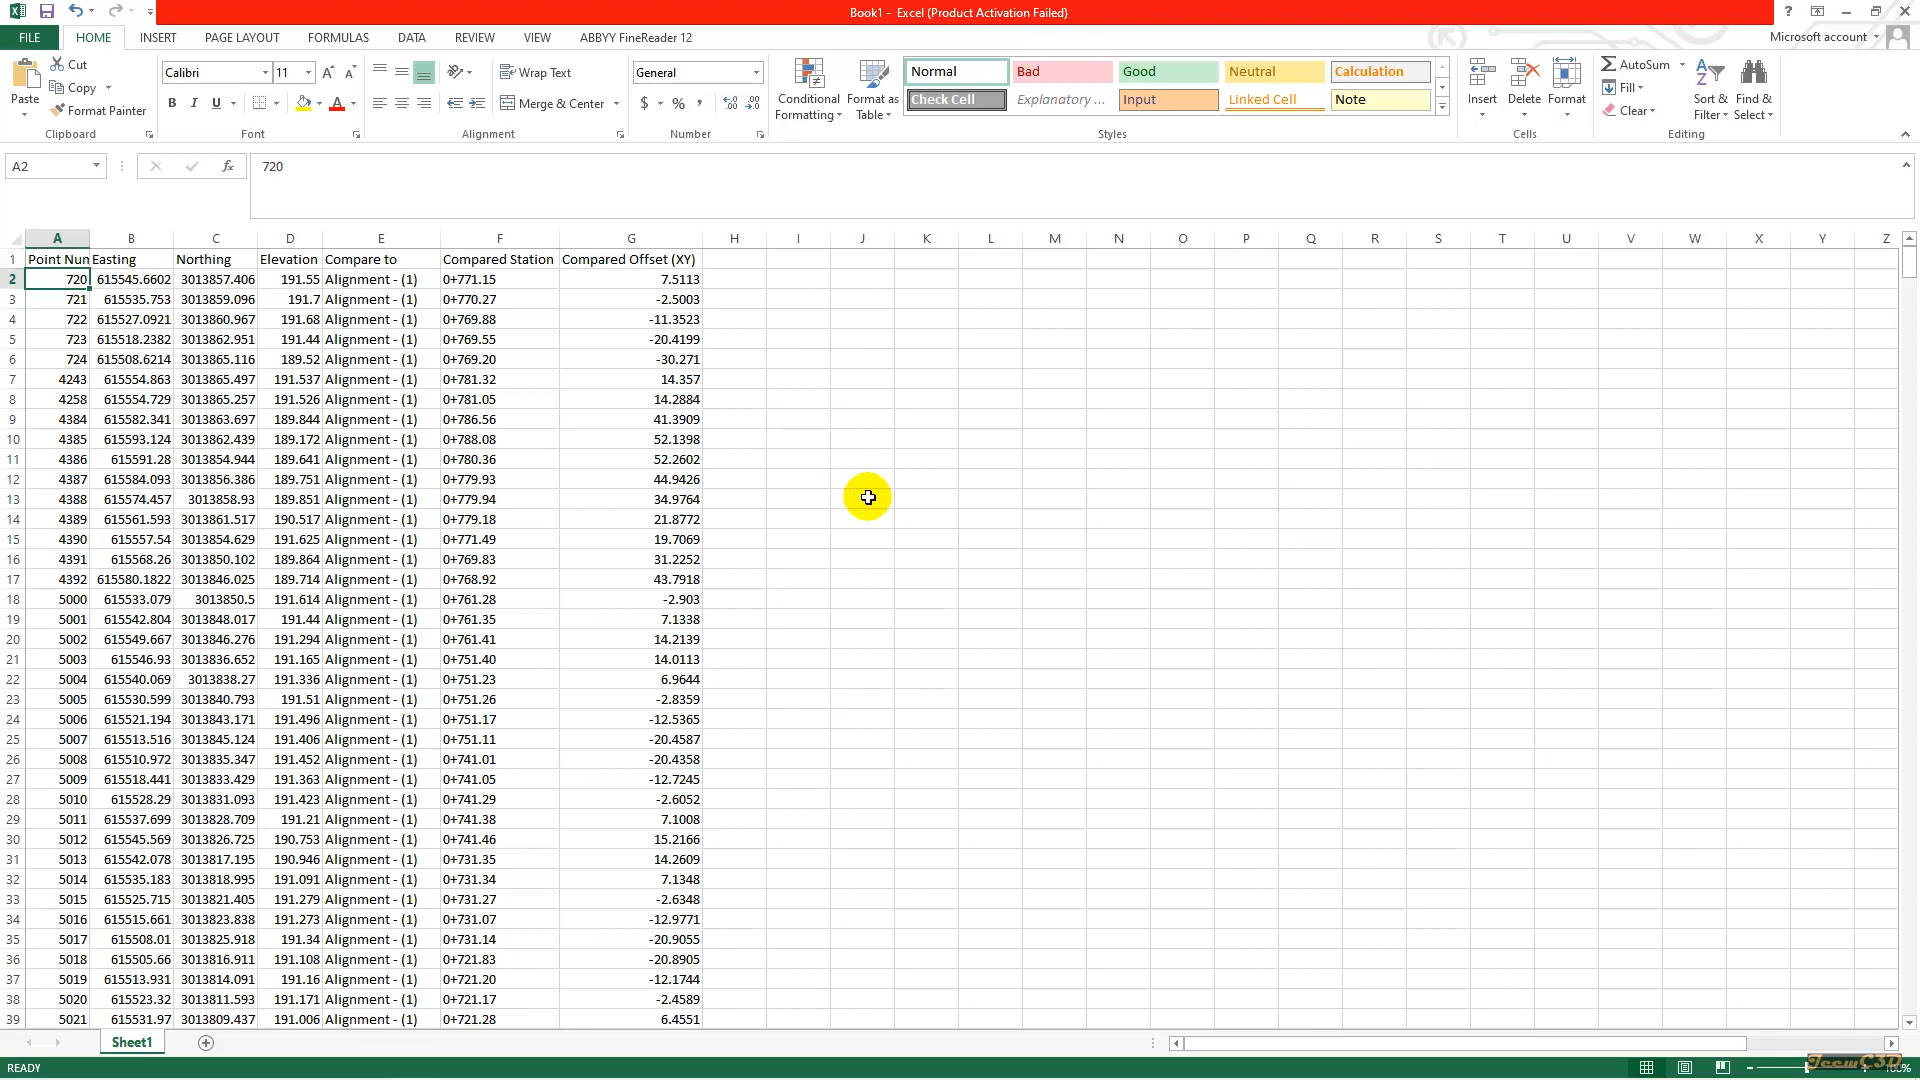 Book1 - Excel (Product Activation Failed)
FILE HOME INSERT PAGE LAYOUT FORMULAS DATA REVIEW VIEW ABBYY FineReader 12 Microsoft account
Paste Cut Copy Format Painter
Calibri 11 B I U A
Wrap Text Merge & Center
General $ %
Conditional Formatting Format as Table
Normal Bad Good Neutral Calculation
Check Cell Explanatory ... Input Linked Cell Note
Insert Delete Format
AutoSum Fill Clear Sort & Filter Find & Select
Clipboard Font Alignment Number Styles Cells Editing
A2 fx 720
A B C D E F G H I J K L M N O P Q R S T U V W X Y Z
1 Point Num Easting Northing Elevation Compare to Compared Station Compared Offset (XY)
2 720 615545.6602 3013857.406 191.55 Alignment - (1) 0+771.15 7.5113
3 721 615535.753 3013859.096 191.7 Alignment - (1) 0+770.27 -2.5003
4 722 615527.0921 3013860.967 191.68 Alignment - (1) 0+769.88 -11.3523
5 723 615518.2382 3013862.951 191.44 Alignment - (1) 0+769.55 -20.4199
6 724 615508.6214 3013865.116 189.52 Alignment - (1) 0+769.20 -30.271
7 4243 615554.863 3013865.497 191.537 Alignment - (1) 0+781.32 14.357
8 4258 615554.729 3013865.257 191.526 Alignment - (1) 0+781.05 14.2884
9 4384 615582.341 3013863.697 189.844 Alignment - (1) 0+786.56 41.3909
10 4385 615593.124 3013862.439 189.172 Alignment - (1) 0+788.08 52.1398
11 4386 615591.28 3013854.944 189.641 Alignment - (1) 0+780.36 52.2602
12 4387 615584.093 3013856.386 189.751 Alignment - (1) 0+779.93 44.9426
13 4388 615574.457 3013858.93 189.851 Alignment - (1) 0+779.94 34.9764
14 4389 615561.593 3013861.517 190.517 Alignment - (1) 0+779.18 21.8772
15 4390 615557.54 3013854.629 191.625 Alignment - (1) 0+771.49 19.7069
16 4391 615568.26 3013850.102 189.864 Alignment - (1) 0+769.83 31.2252
17 4392 615580.1822 3013846.025 189.714 Alignment - (1) 0+768.92 43.7918
18 5000 615533.079 3013850.5 191.614 Alignment - (1) 0+761.28 -2.903
19 5001 615542.804 3013848.017 191.44 Alignment - (1) 0+761.35 7.1338
20 5002 615549.667 3013846.276 191.294 Alignment - (1) 0+761.41 14.2139
21 5003 615546.93 3013836.652 191.165 Alignment - (1) 0+751.40 14.0113
22 5004 615540.069 3013838.27 191.336 Alignment - (1) 0+751.23 6.9644
23 5005 615530.599 3013840.793 191.51 Alignment - (1) 0+751.26 -2.8359
24 5006 615521.194 3013843.171 191.496 Alignment - (1) 0+751.17 -12.5365
25 5007 615513.516 3013845.124 191.406 Alignment - (1) 0+751.11 -20.4587
26 5008 615510.972 3013835.347 191.452 Alignment - (1) 0+741.01 -20.4358
27 5009 615518.441 3013833.429 191.363 Alignment - (1) 0+741.05 -12.7245
28 5010 615528.29 3013831.093 191.423 Alignment - (1) 0+741.29 -2.6052
29 5011 615537.699 3013828.709 191.21 Alignment - (1) 0+741.38 7.1008
30 5012 615545.569 3013826.725 190.753 Alignment - (1) 0+741.46 15.2166
31 5013 615542.078 3013817.195 190.946 Alignment - (1) 0+731.35 14.2609
32 5014 615535.183 3013818.995 191.091 Alignment - (1) 0+731.34 7.1348
33 5015 615525.715 3013821.405 191.279 Alignment - (1) 0+731.27 -2.6348
34 5016 615515.661 3013823.838 191.273 Alignment - (1) 0+731.07 -12.9771
35 5017 615508.01 3013825.918 191.34 Alignment - (1) 0+731.14 -20.9055
36 5018 615505.66 3013816.911 191.108 Alignment - (1) 0+721.83 -20.8905
37 5019 615513.931 3013814.091 191.16 Alignment - (1) 0+721.20 -12.1744
38 5020 615523.32 3013811.593 191.171 Alignment - (1) 0+721.17 -2.4589
39 5021 615531.97 3013809.437 191.006 Alignment - (1) 0+721.28 6.4551
Sheet1
READY 100%